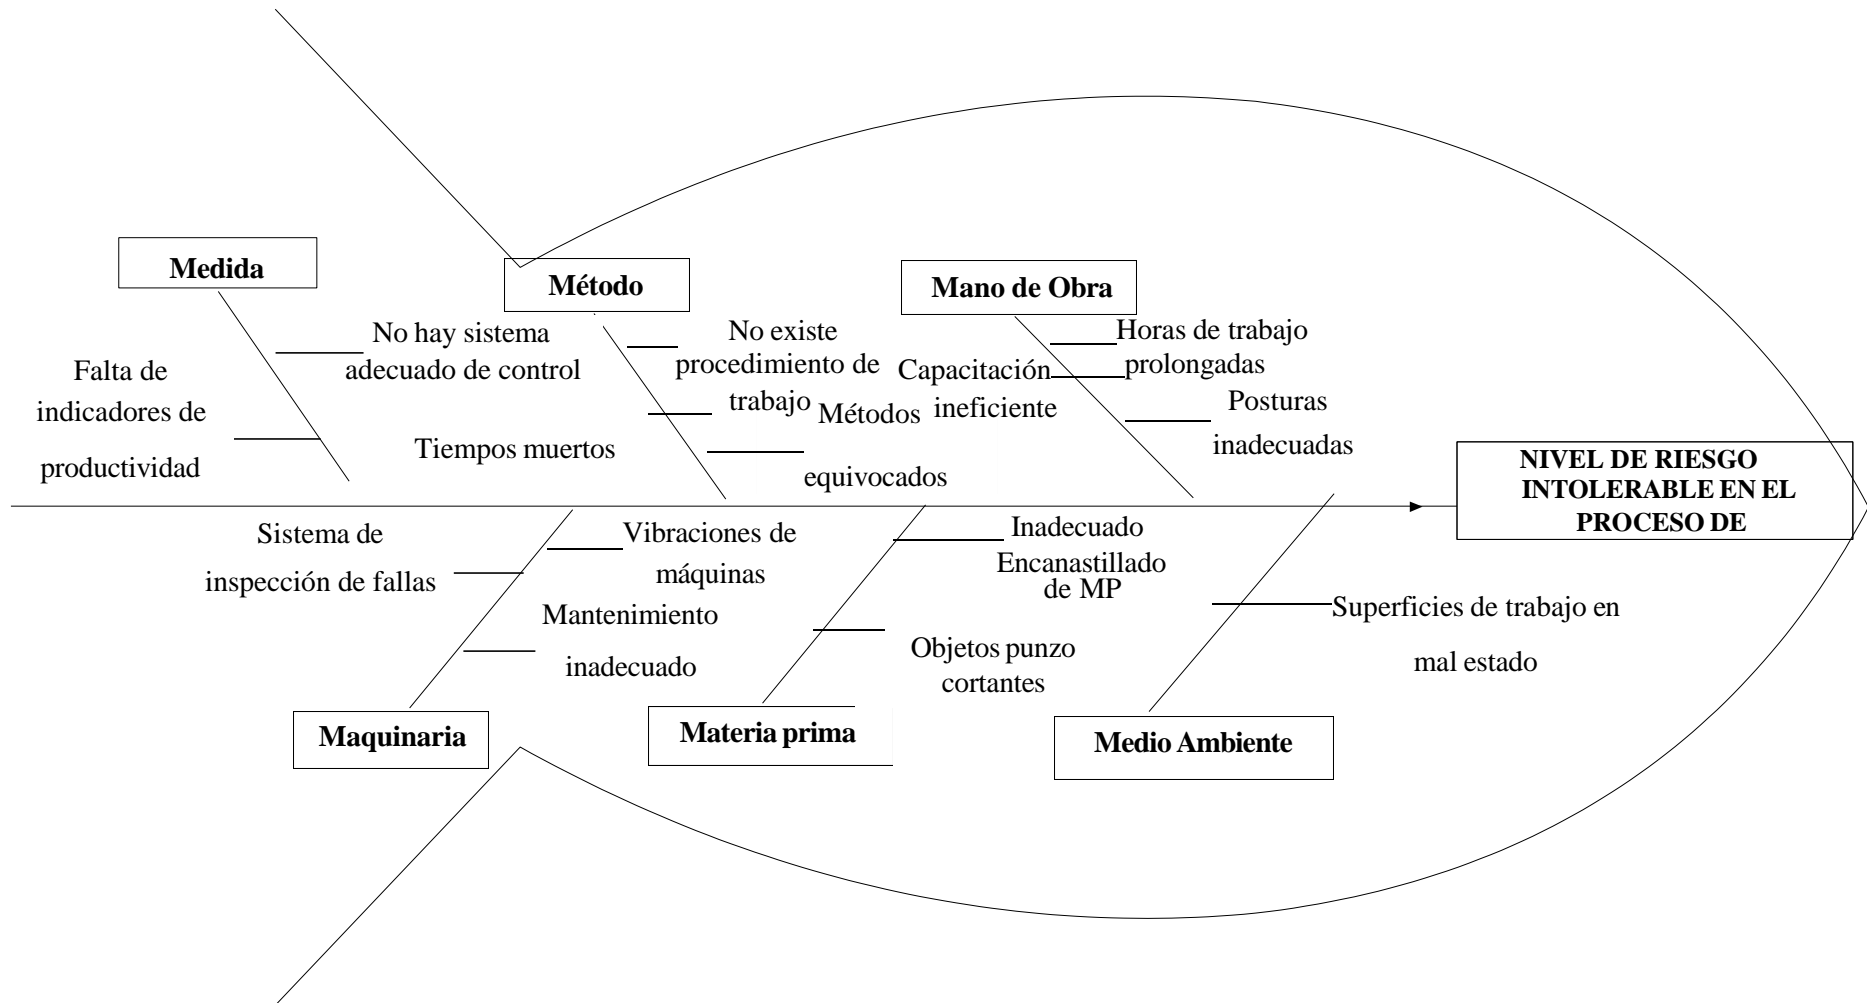 Medida
Método
Mano de Obra
No hay sistema
adecuado de control
Falta de
indicadores de
productividad
No existe
procedimiento de
trabajo
Métodos
equivocados
Tiempos muertos
Horas de trabajo
prolongadas
Capacitación
ineficiente
Posturas
inadecuadas
NIVEL DE RIESGO
INTOLERABLE EN EL
PROCESO DE
Sistema de
inspección de fallas
Vibraciones de
máquinas
Mantenimiento
inadecuado
Inadecuado
Encanastillado
de MP
Objetos punzo
cortantes
Superficies de trabajo en
mal estado
Maquinaria
Materia prima
Medio Ambiente